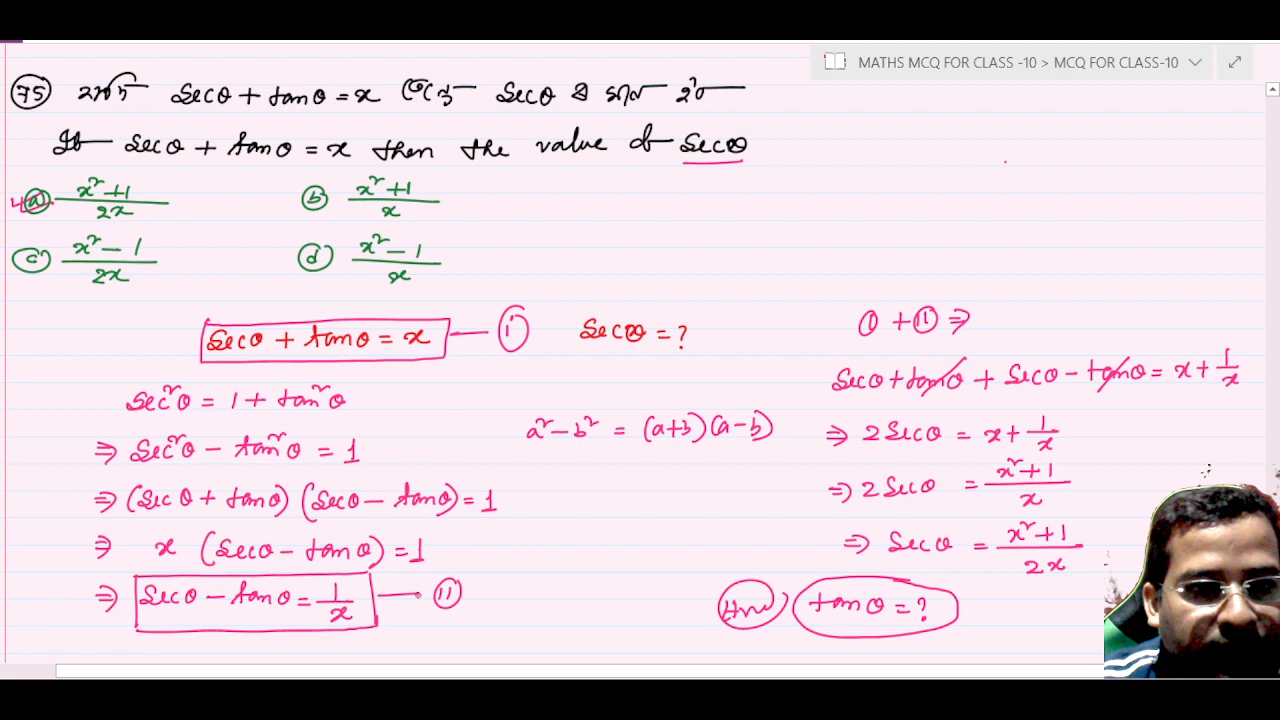 MATHS MCQ FOR CLASS -10 > MCQ FOR CLASS-10
75 যদি secθ + tanθ = x হয় secθ এর মান হবে
If secθ + tanθ = x then the value of secθ
a (x²+1)/2x b (x²+1)/x
c (x²-1)/2x d (x²-1)/x
secθ + tanθ = x — I secθ = ?
sec²θ = 1 + tan²θ
⇒ sec²θ - tan²θ = 1 a² - b² = (a+b)(a-b)
⇒ (secθ + tanθ) (secθ - tanθ) = 1
⇒ x (secθ - tanθ) = 1
⇒ secθ - tanθ = 1/x — II
I + II ⇒
secθ + tanθ + secθ - tanθ = x + 1/x
⇒ 2secθ = x + 1/x
⇒ 2secθ = (x²+1)/x
⇒ secθ = (x²+1)/2x
tanθ = ?